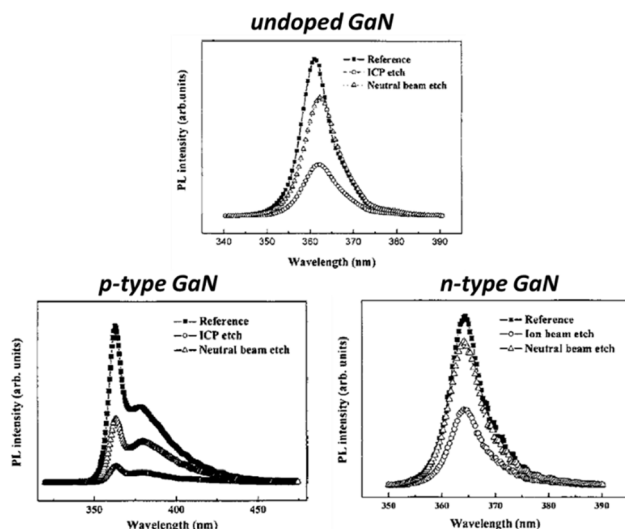 undoped GaN
PL intensity (arb.units)
Reference
ICP etch
Neutral beam etch
340 350 360 370 380 390
Wavelength (nm)
p-type GaN
PL intensity (arb. units)
Reference
ICP etch
Neutral beam etch
350 400 450
Wavelength (nm)
n-type GaN
PL intensity (arb. units)
Reference
Ion beam etch
Neutral beam etch
350 360 370 380 390
Wavelength (nm)